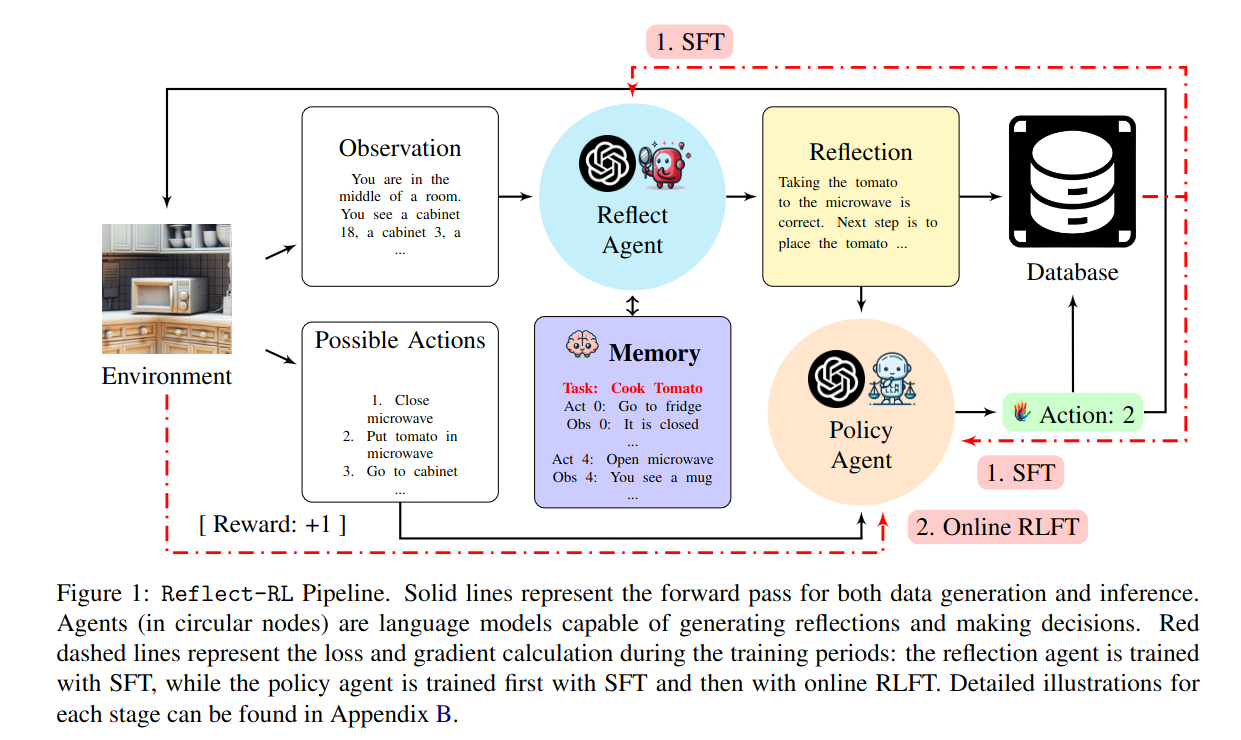 1. SFT
Observation
You are in the
middle of a room.
You see a cabinet
18, a cabinet 3, a
...
Reflect
Agent
Reflection
Taking the tomato
to the microwave is
correct. Next step is to
place the tomato ...
Database
Environment
Possible Actions
1. Close
microwave
2. Put tomato in
microwave
3. Go to cabinet
...
Memory
Task: Cook Tomato
Act 0: Go to fridge
Obs 0: It is closed
...
Act 4: Open microwave
Obs 4: You see a mug
...
Policy
Agent
Action: 2
1. SFT
[ Reward: +1 ]
2. Online RLFT
Figure 1: Reflect-RL Pipeline. Solid lines represent the forward pass for both data generation and inference.
Agents (in circular nodes) are language models capable of generating reflections and making decisions. Red
dashed lines represent the loss and gradient calculation during the training periods: the reflection agent is trained
with SFT, while the policy agent is trained first with SFT and then with online RLFT. Detailed illustrations for
each stage can be found in Appendix B.